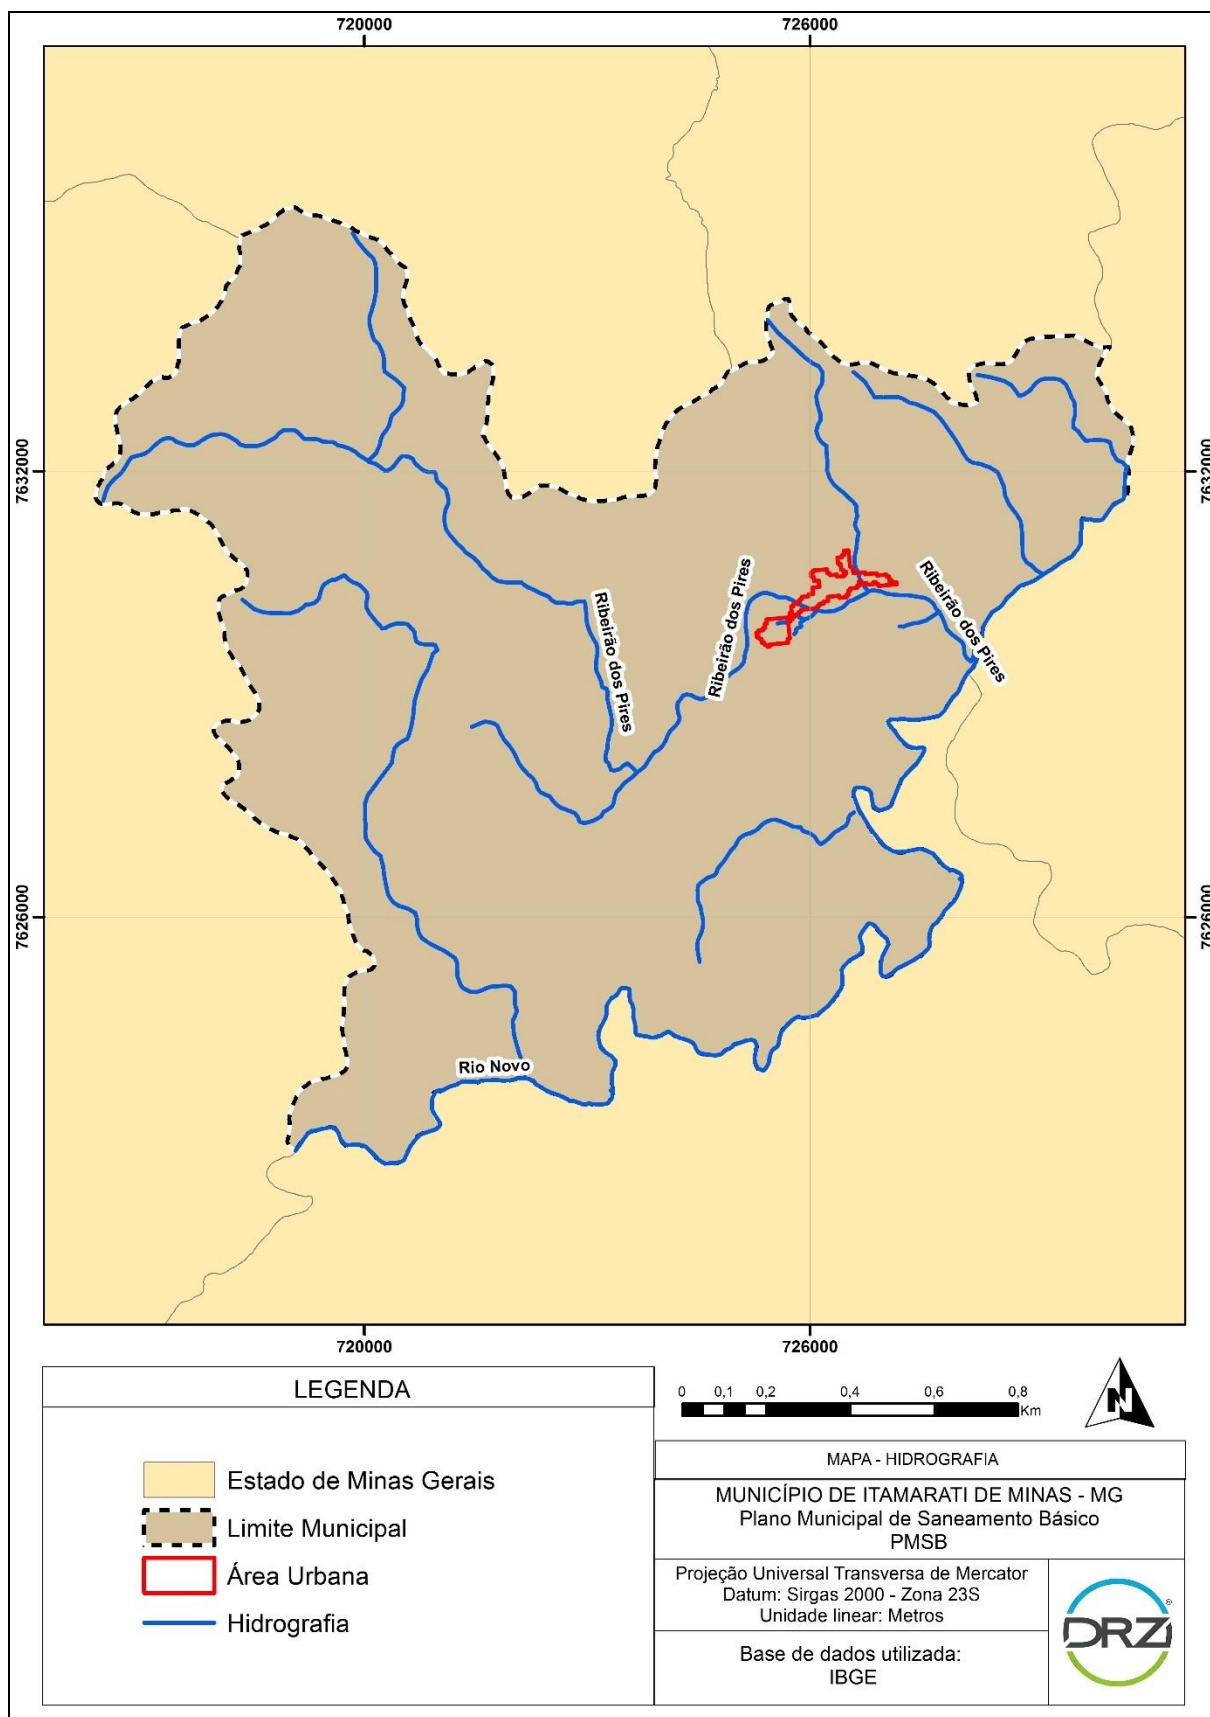 720000
726000
7632000
7632000
Ribeirão dos Pires
Ribeirão dos Pires
Ribeirão dos Pires
7626000
7626000
Rio Novo
720000
726000
LEGENDA
Estado de Minas Gerais
Limite Municipal
Área Urbana
Hidrografia
0 0,1 0,2 0,4 0,6 0,8
Km
N
MAPA - HIDROGRAFIA
MUNICÍPIO DE ITAMARATI DE MINAS - MG
Plano Municipal de Saneamento Básico
PMSB
Projeção Universal Transversa de Mercator
Datum: Sirgas 2000 - Zona 23S
Unidade linear: Metros
Base de dados utilizada:
IBGE
DRZ®